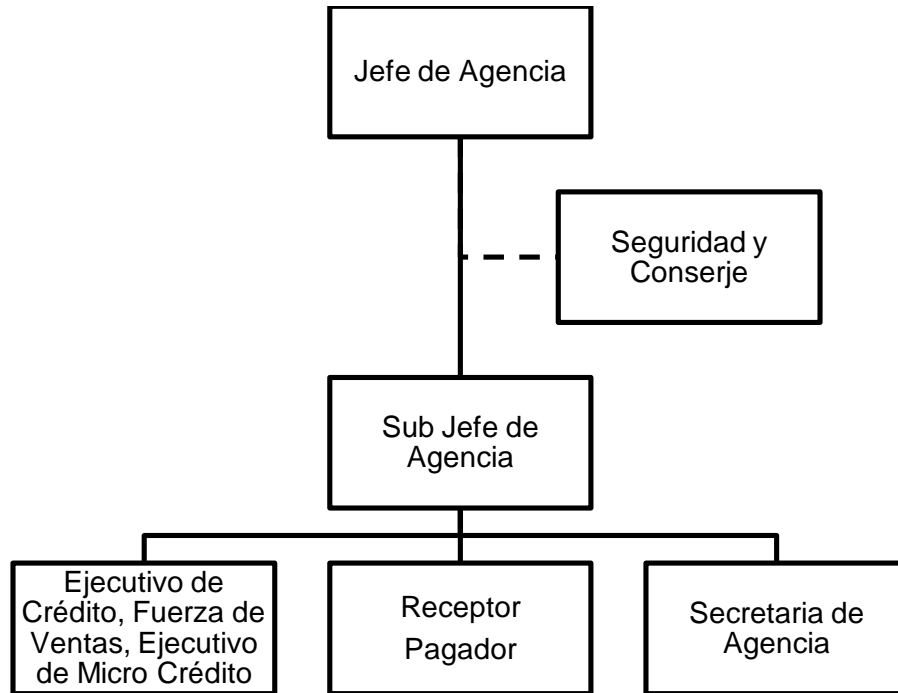 Jefe de Agencia
Seguridad y
Conserje
Sub Jefe de
Agencia
Ejecutivo de
Crédito, Fuerza de
Ventas, Ejecutivo
de Micro Crédito
Receptor
Pagador
Secretaria de
Agencia